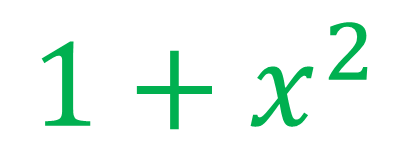 1 + x²